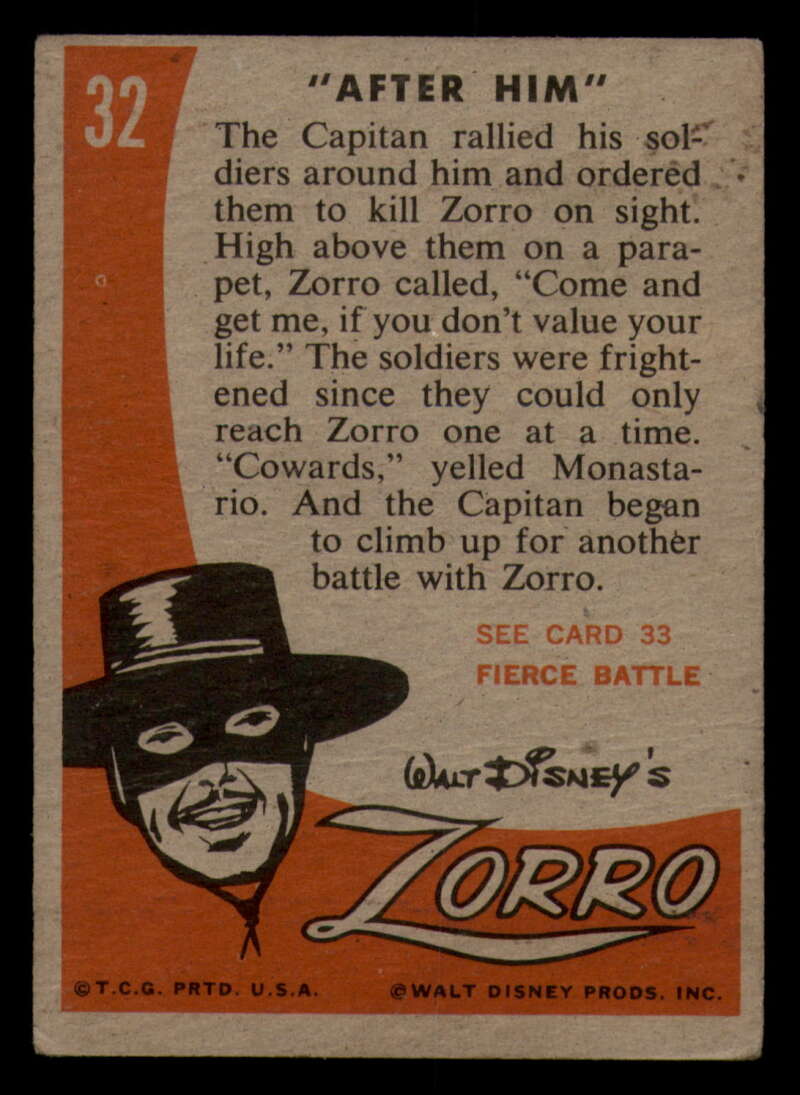 32
"AFTER HIM"
The Capitan rallied his sol-
diers around him and ordered
them to kill Zorro on sight.
High above them on a para-
pet, Zorro called, "Come and
get me, if you don't value your
life." The soldiers were fright-
ened since they could only
reach Zorro one at a time.
"Cowards," yelled Monasta-
rio. And the Capitan began
to climb up for another
battle with Zorro.
SEE CARD 33
FIERCE BATTLE
WALT DISNEY'S
ZORRO
©T.C.G. PRTD. U.S.A.
©WALT DISNEY PRODS. INC.